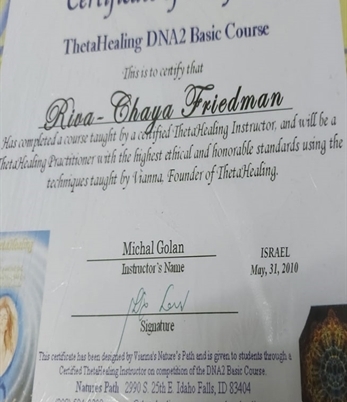 Certificate of
ThetaHealing DNA2 Basic Course
This is to certify that
Riva-Chaya Friedman
Has completed a course taught by a certified ThetaHealing Instructor, and will be a
ThetaHealing Practitioner with the highest ethical and honorable standards using the
techniques taught by Vianna, Founder of ThetaHealing.
Michal Golan
Instructor's Name
ISRAEL
May, 31, 2010
Signature
This certificate has been designed by Vianna's Nature's Path and is given to students through a
Certified ThetaHealing Instructor on competition of the DNA2 Basic Course.
Natures Path 2990 S. 25th E. Idaho Falls, ID 83404